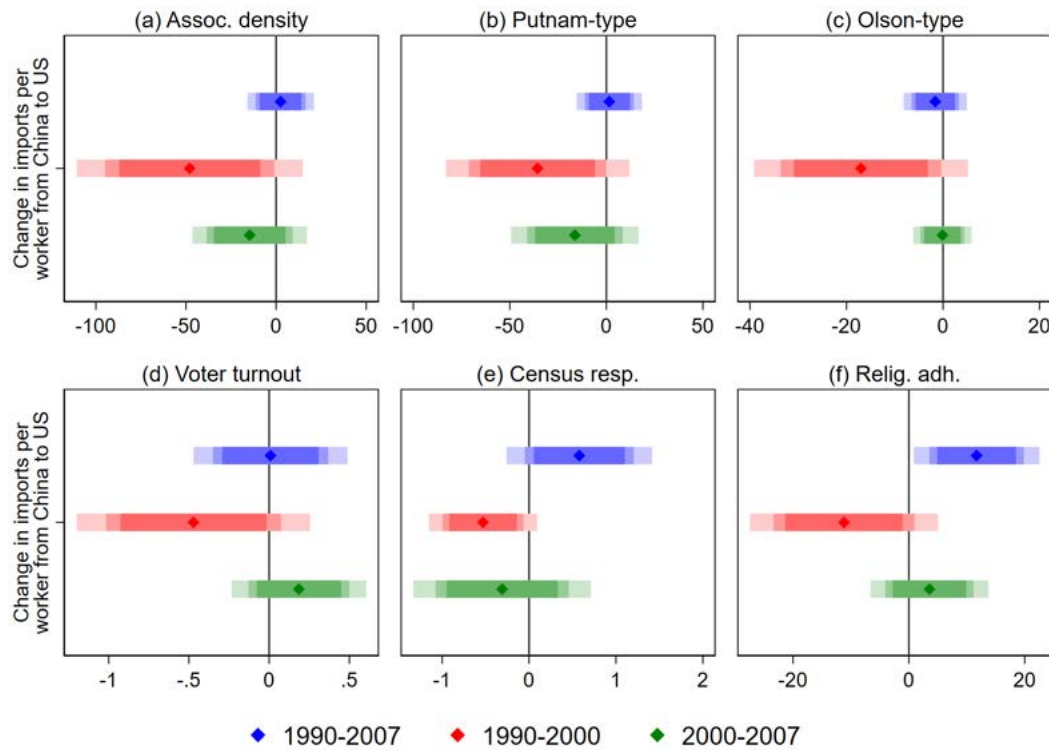 (a) Assoc. density
(b) Putnam-type
(c) Olson-type
Change in imports per
worker from China to US
-100 -50 0 50
-100 -50 0 50
-40 -20 0 20
(d) Voter turnout
(e) Census resp.
(f) Relig. adh.
Change in imports per
worker from China to US
-1 -.5 0 .5
-1 0 1 2
-20 0 20
1990-2007 1990-2000 2000-2007